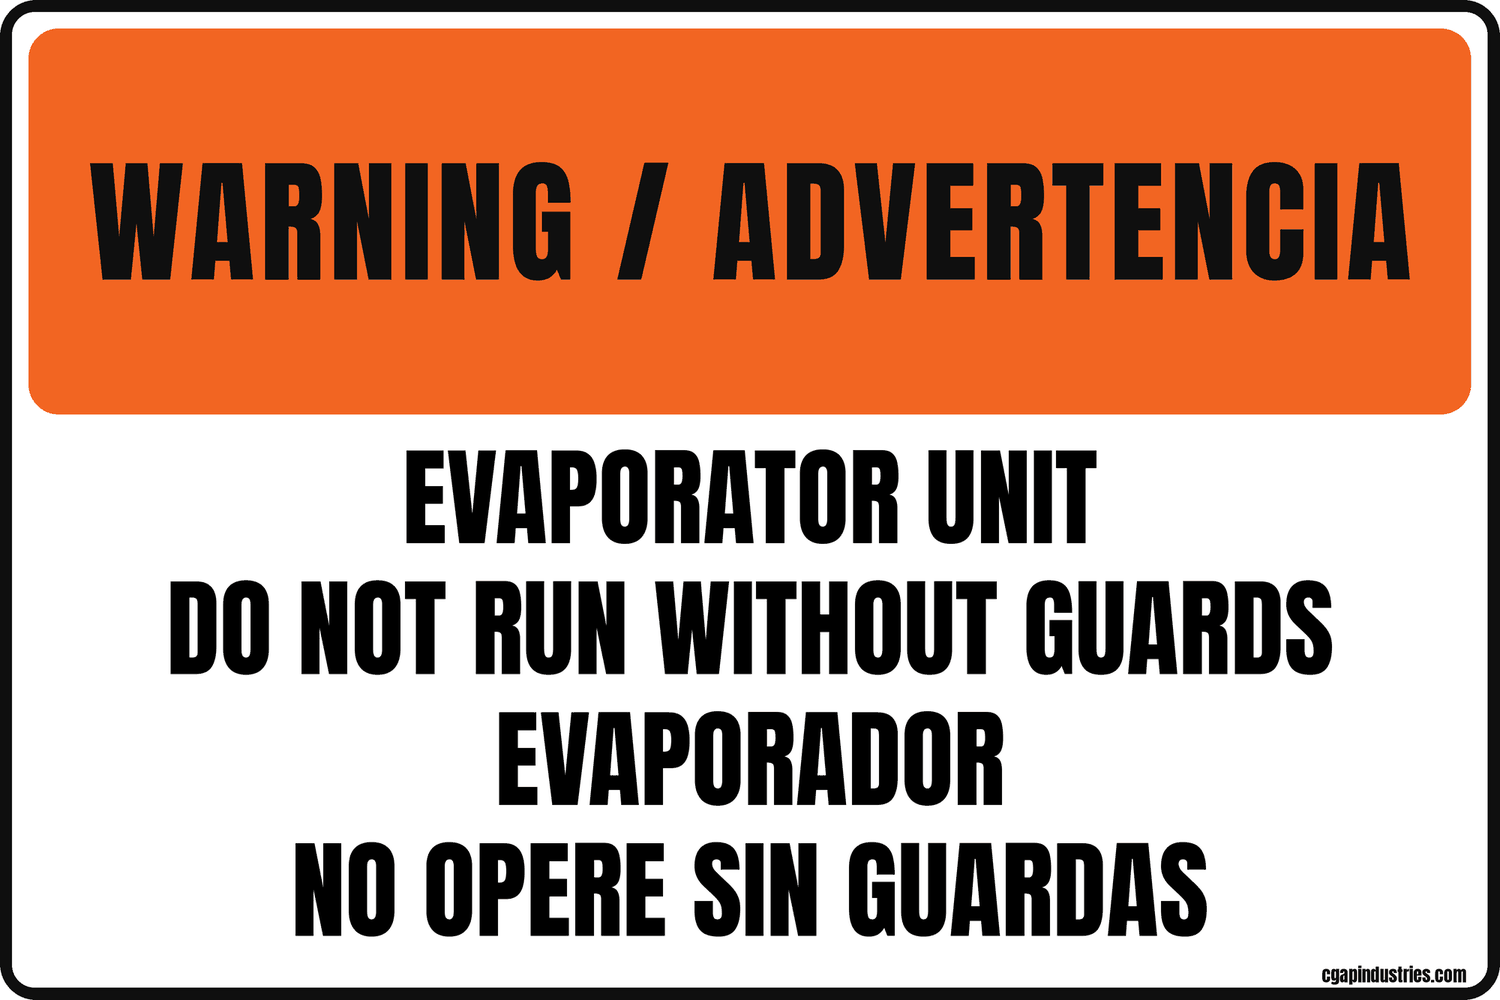 WARNING / ADVERTENCIA
EVAPORATOR UNIT
DO NOT RUN WITHOUT GUARDS
EVAPORADOR
NO OPERE SIN GUARDAS
cgapindustries.com